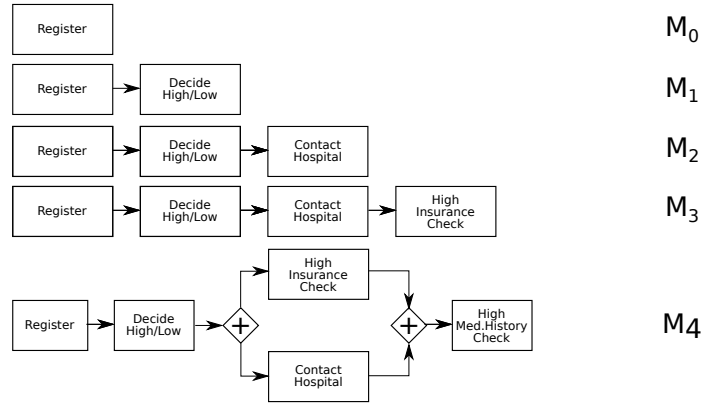 Register
M0
Register
Decide
High/Low
M1
Register
Decide
High/Low
Contact
Hospital
M2
Register
Decide
High/Low
Contact
Hospital
High
Insurance
Check
M3
High
Insurance
Check
Register
Decide
High/Low
+
+
High
Med.History
Check
M4
Contact
Hospital